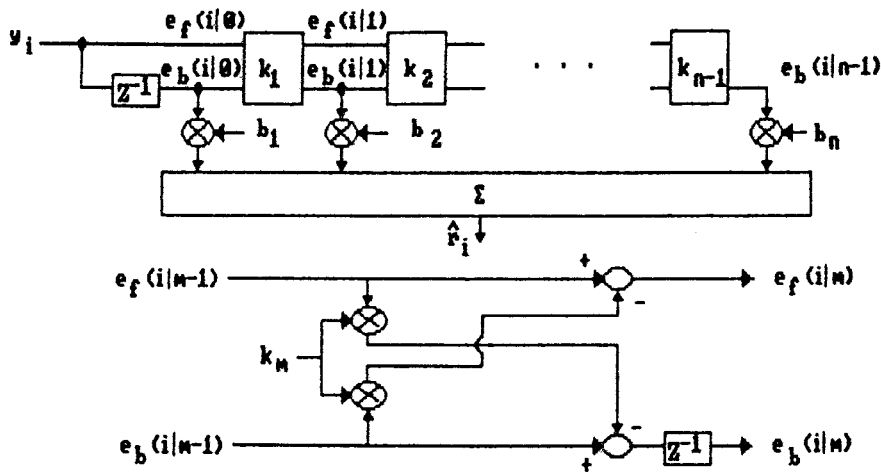 y_i e_f(i|0) e_f(i|1)
Z⁻¹ e_b(i|0) k_1 e_b(i|1) k_2 · · · k_{n-1} e_b(i|n-1)
b_1 b_2 b_n
Σ
r̂_i
e_f(i|m-1) + e_f(i|m)
-
k_m
-
e_b(i|m-1) + Z⁻¹ e_b(i|m)